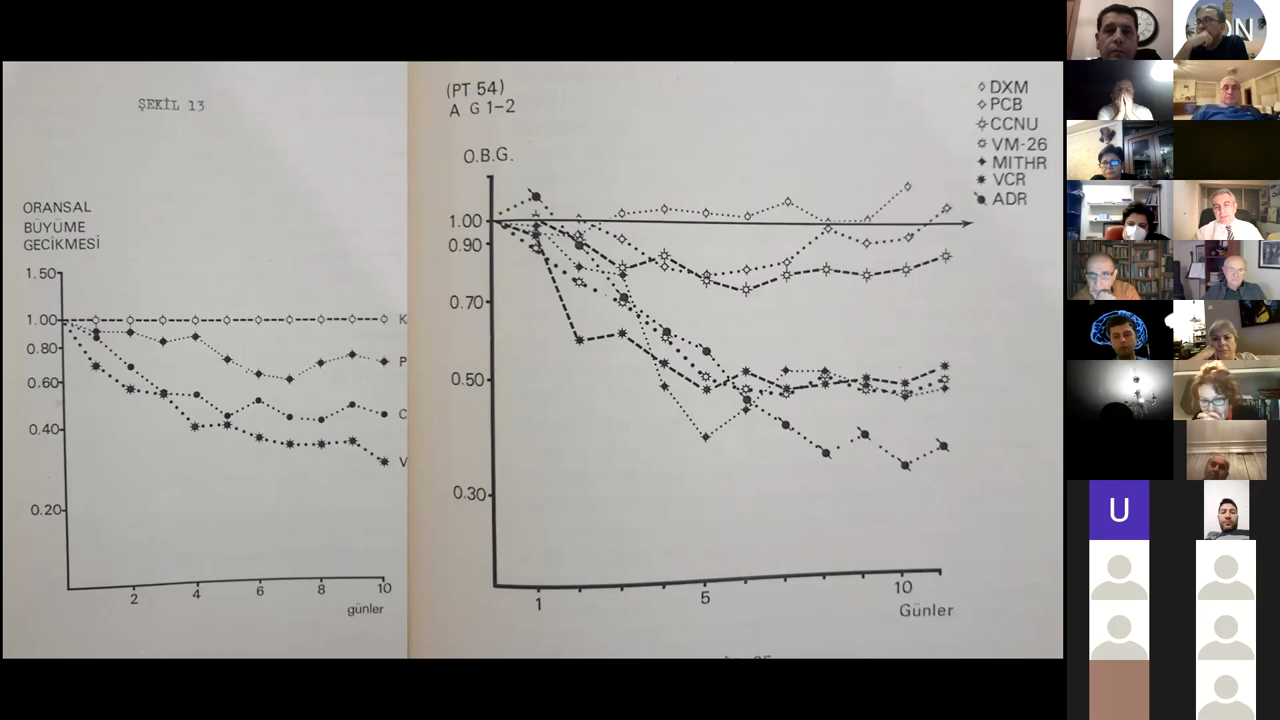 ŞEKİL 13
ORANSAL
BÜYÜME
GECİKMESİ
1.50
1.00
0.80
0.60
0.40
0.20
K
P
C
V
2
4
6
8
10
günler
(PT 54)
A G 1-2
O.B.G.
1.00
0.90
0.70
0.50
0.30
1
5
10
Günler
DXM
PCB
CCNU
VM-26
MITHR
VCR
ADR
N
U